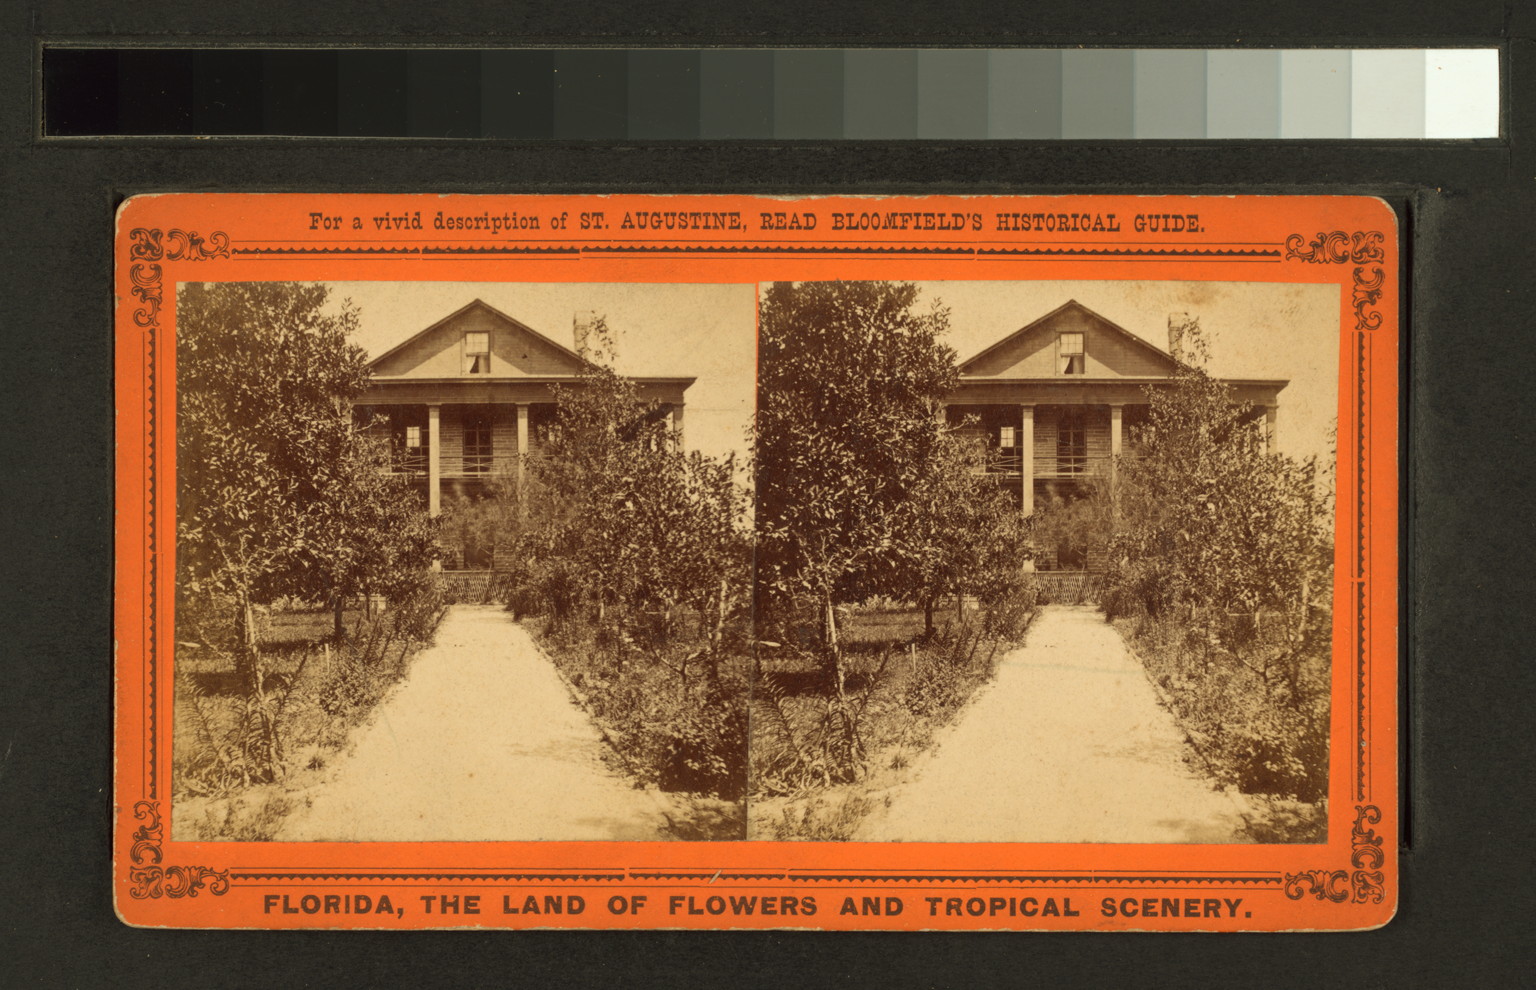 For a vivid description of ST. AUGUSTINE, READ BLOOMFIELD'S HISTORICAL GUIDE.
FLORIDA, THE LAND OF FLOWERS AND TROPICAL SCENERY.